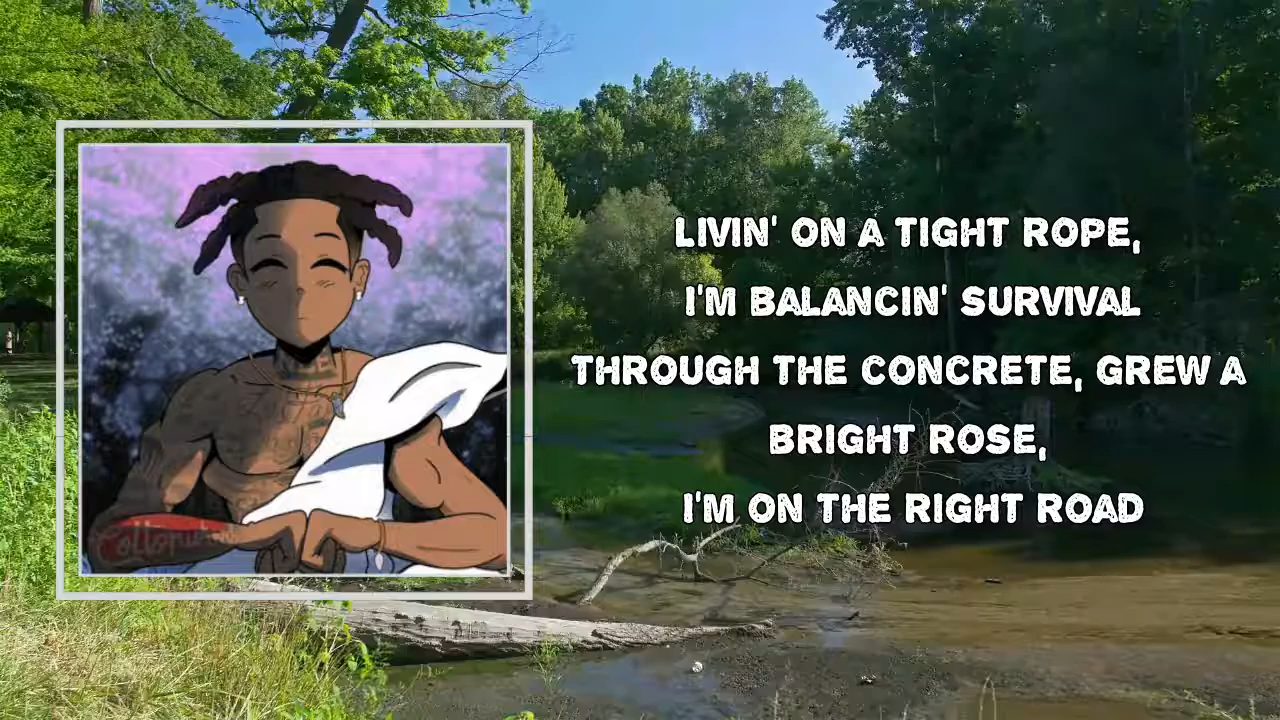 LIVIN' ON A TIGHT ROPE,
I'M BALANCIN' SURVIVAL
THROUGH THE CONCRETE, GREW A
BRIGHT ROSE,
I'M ON THE RIGHT ROAD